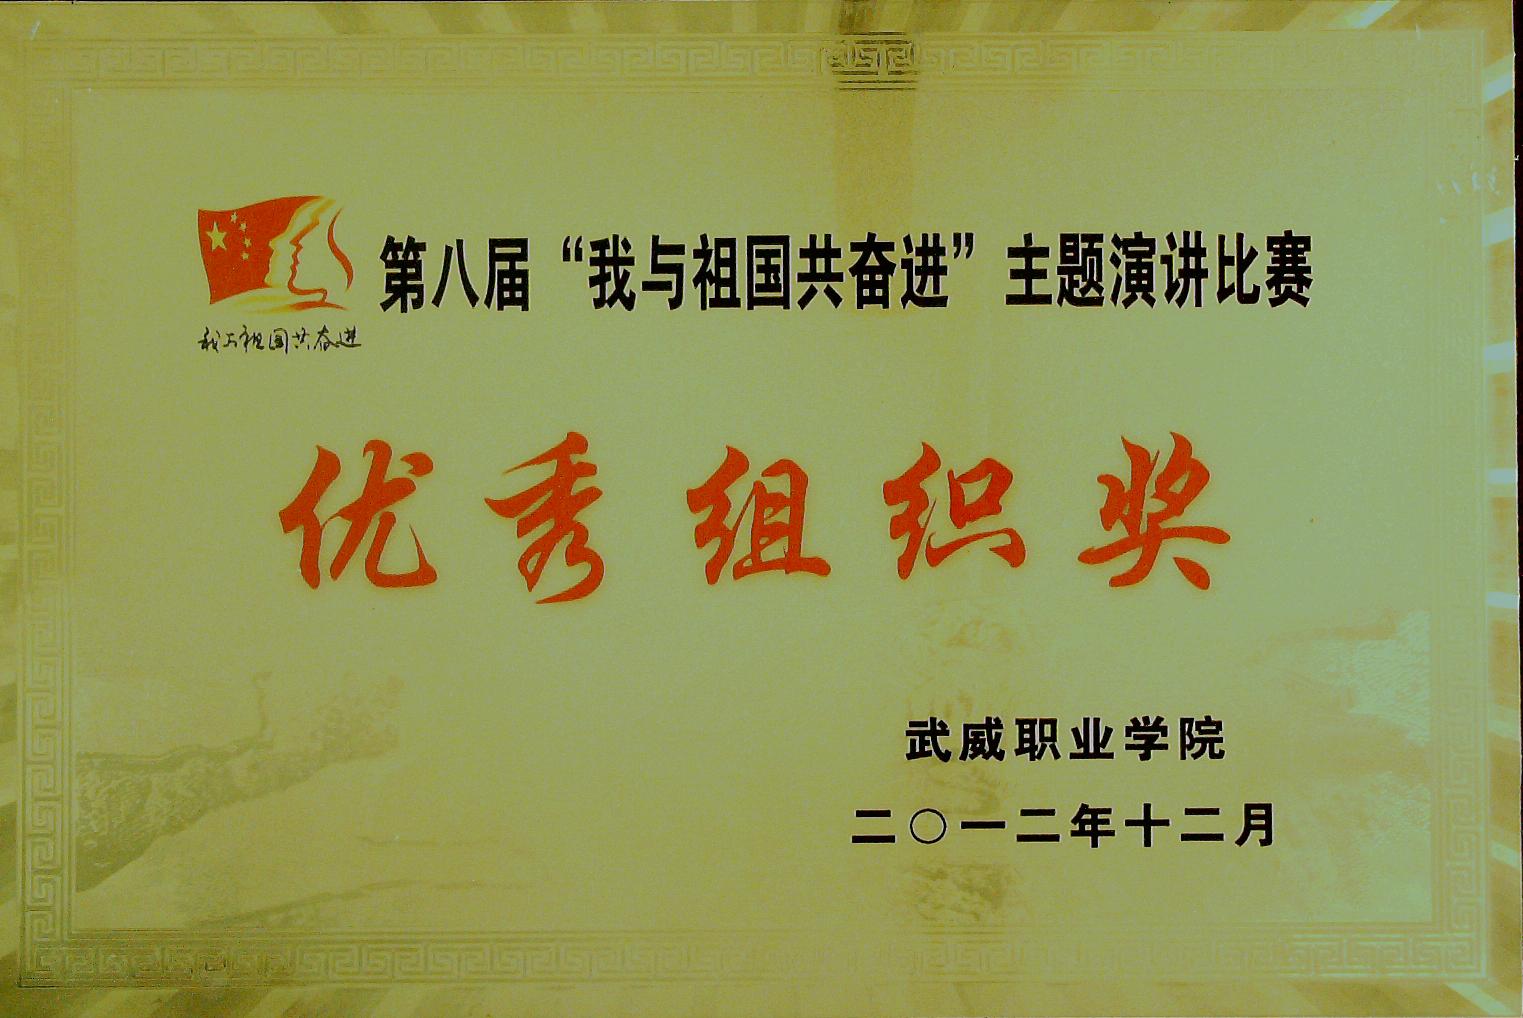 第八届“我与祖国共奋进”主题演讲比赛
我与祖国共奋进
优秀组织奖
武威职业学院
二〇一二年十二月